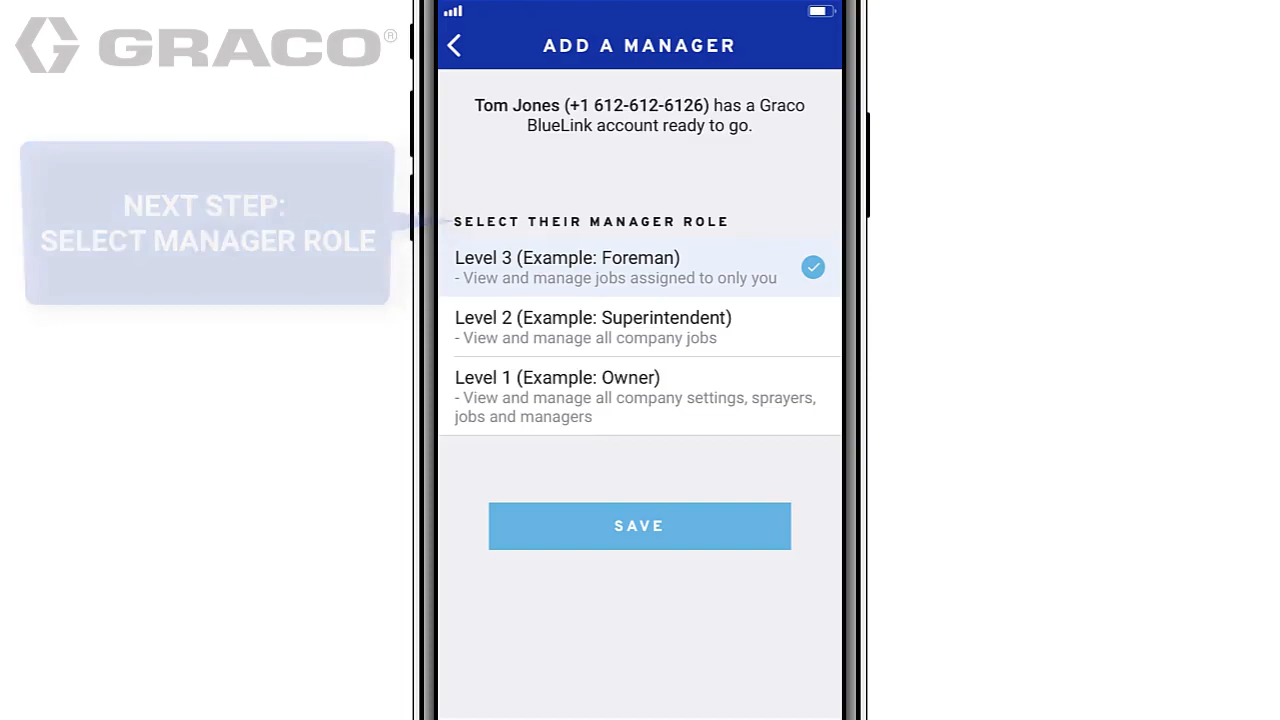 GRACO®
NEXT STEP:
SELECT MANAGER ROLE
ADD A MANAGER
Tom Jones (+1 612-612-6126) has a Graco
BlueLink account ready to go.
SELECT THEIR MANAGER ROLE
Level 3 (Example: Foreman)
- View and manage jobs assigned to only you
Level 2 (Example: Superintendent)
- View and manage all company jobs
Level 1 (Example: Owner)
- View and manage all company settings, sprayers,
jobs and managers
SAVE